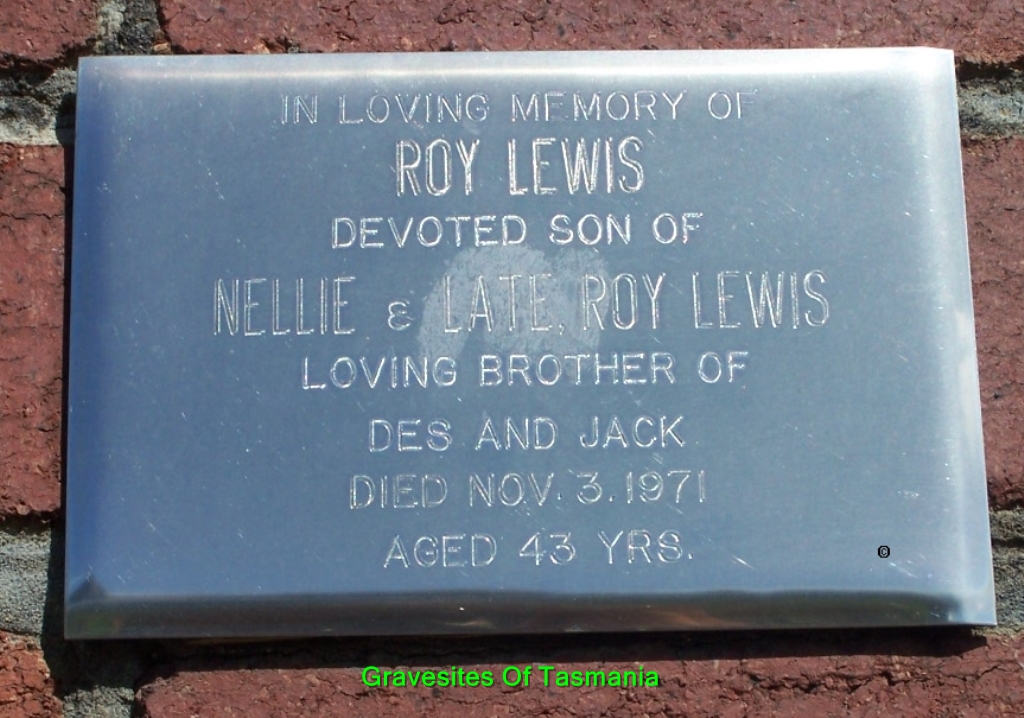 IN LOVING MEMORY OF
ROY LEWIS
DEVOTED SON OF
NELLIE & LATE, ROY LEWIS
LOVING BROTHER OF
DES AND JACK
DIED NOV. 3. 1971
AGED 43 YRS.
©
Gravesites Of Tasmania